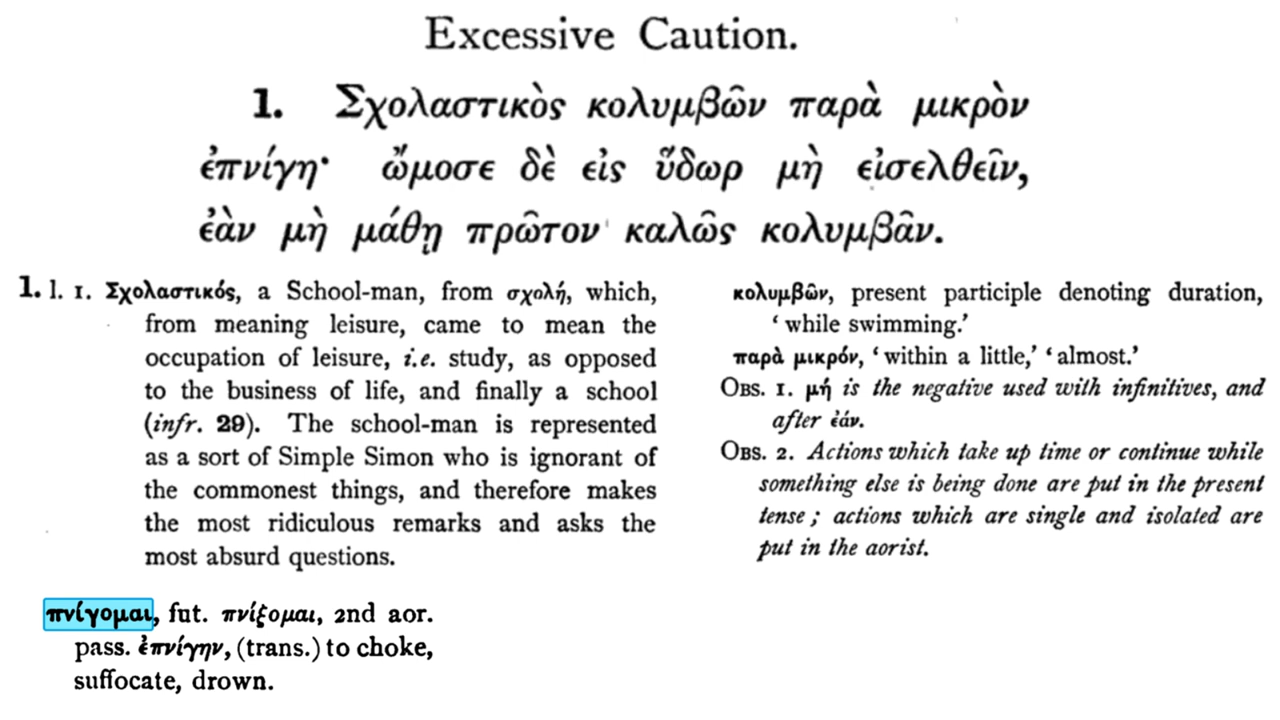 Excessive Caution.
1. Σχολαστικὸς κολυμβῶν παρὰ μικρὸν
ἐπνίγη· ὤμοσε δὲ εἰς ὕδωρ μὴ εἰσελθεῖν,
ἐὰν μὴ μάθῃ πρῶτον καλῶς κολυμβᾶν.
1. l. 1. Σχολαστικός, a School-man, from σχολή, which,
from meaning leisure, came to mean the
occupation of leisure, i.e. study, as opposed
to the business of life, and finally a school
(infr. 29). The school-man is represented
as a sort of Simple Simon who is ignorant of
the commonest things, and therefore makes
the most ridiculous remarks and asks the
most absurd questions.
κολυμβῶν, present participle denoting duration,
‘while swimming.’
παρὰ μικρόν, ‘within a little,’ ‘almost.’
OBS. 1. μή is the negative used with infinitives, and
after ἐάν.
OBS. 2. Actions which take up time or continue while
something else is being done are put in the present
tense; actions which are single and isolated are
put in the aorist.
πνίγομαι, fut. πνίξομαι, 2nd aor.
pass. ἐπνίγην, (trans.) to choke,
suffocate, drown.